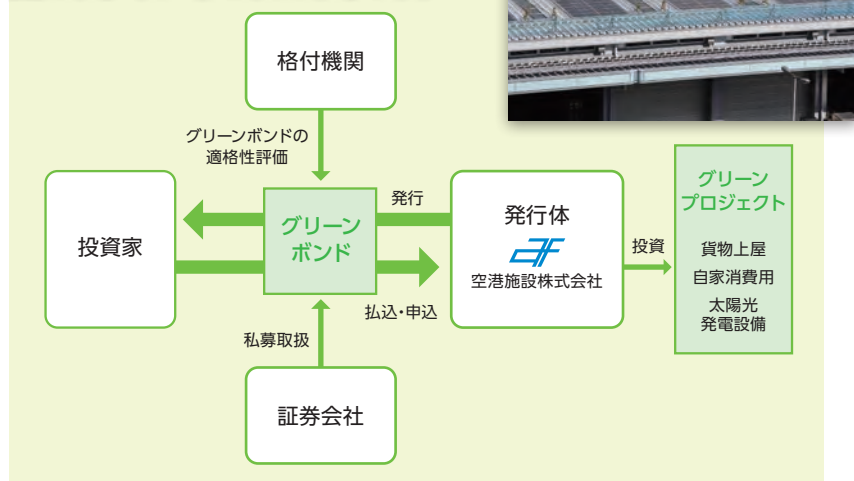 格付機関
グリーンボンドの
適格性評価
投資家
グリーン
ボンド
発行
払込・申込
発行体
空港施設株式会社
投資
グリーン
プロジェクト
貨物上屋
自家消費用
太陽光
発電設備
私募取扱
証券会社